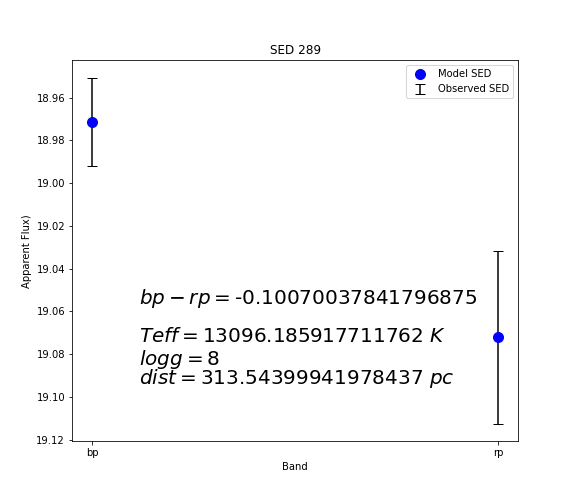 SED 289
Model SED
Observed SED
18.96
18.98
19.00
19.02
19.04
19.06
19.08
19.10
19.12
Apparent Flux)
bp − rp = -0.10070037841796875
Teff = 13096.185917711762 K
logg = 8
dist = 313.54399941978437 pc
bp
rp
Band